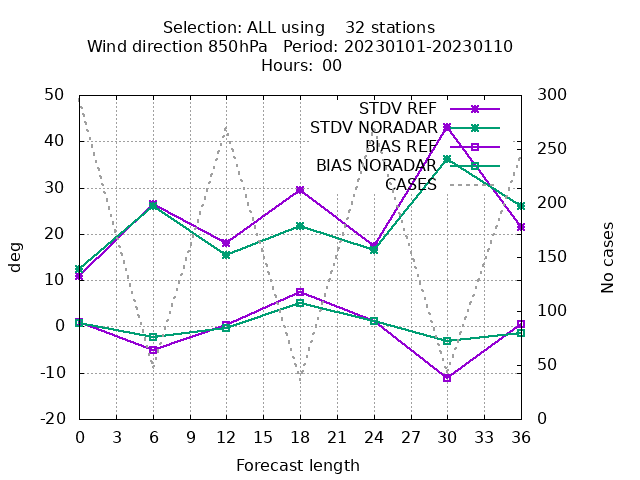 Selection: ALL using    32 stations
Wind direction 850hPa   Period: 20230101-20230110
Hours: 00
STDV REF
STDV NORADAR
BIAS REF
BIAS NORADAR
CASES
50
40
30
20
10
0
-10
-20
deg
300
250
200
150
100
50
0
No cases
0 3 6 9 12 15 18 21 24 27 30 33 36
Forecast length